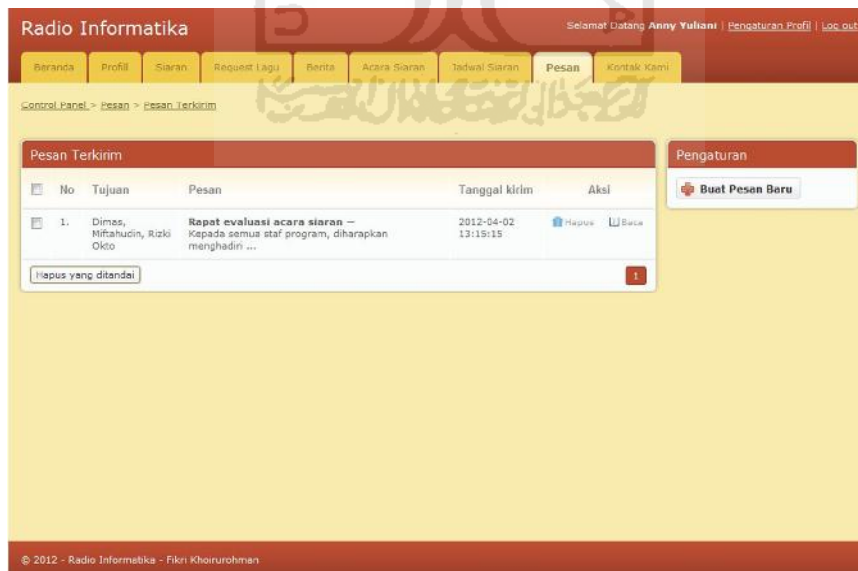 Radio Informatika
Selamat Datang Anny Yuliani | Pengaturan Profil | Log out
Beranda Profill Siaran Request Lagu Berita Acara Siaran Jadwal Siaran Pesan Kontak Kami
Control Panel > Pesan > Pesan Terkirim
Pesan Terkirim
No Tujuan Pesan Tanggal kirim Aksi
1. Dimas, Rapat evaluasi acara siaran — 2012-04-02 Hapus Baca
Miftahudin, Rizki Kepada semua staf program, diharapkan 13:15:15
Okto menghadiri ...
Hapus yang ditandai 1
Pengaturan
Buat Pesan Baru
© 2012 - Radio Informatika - Fikri Khoirurohman